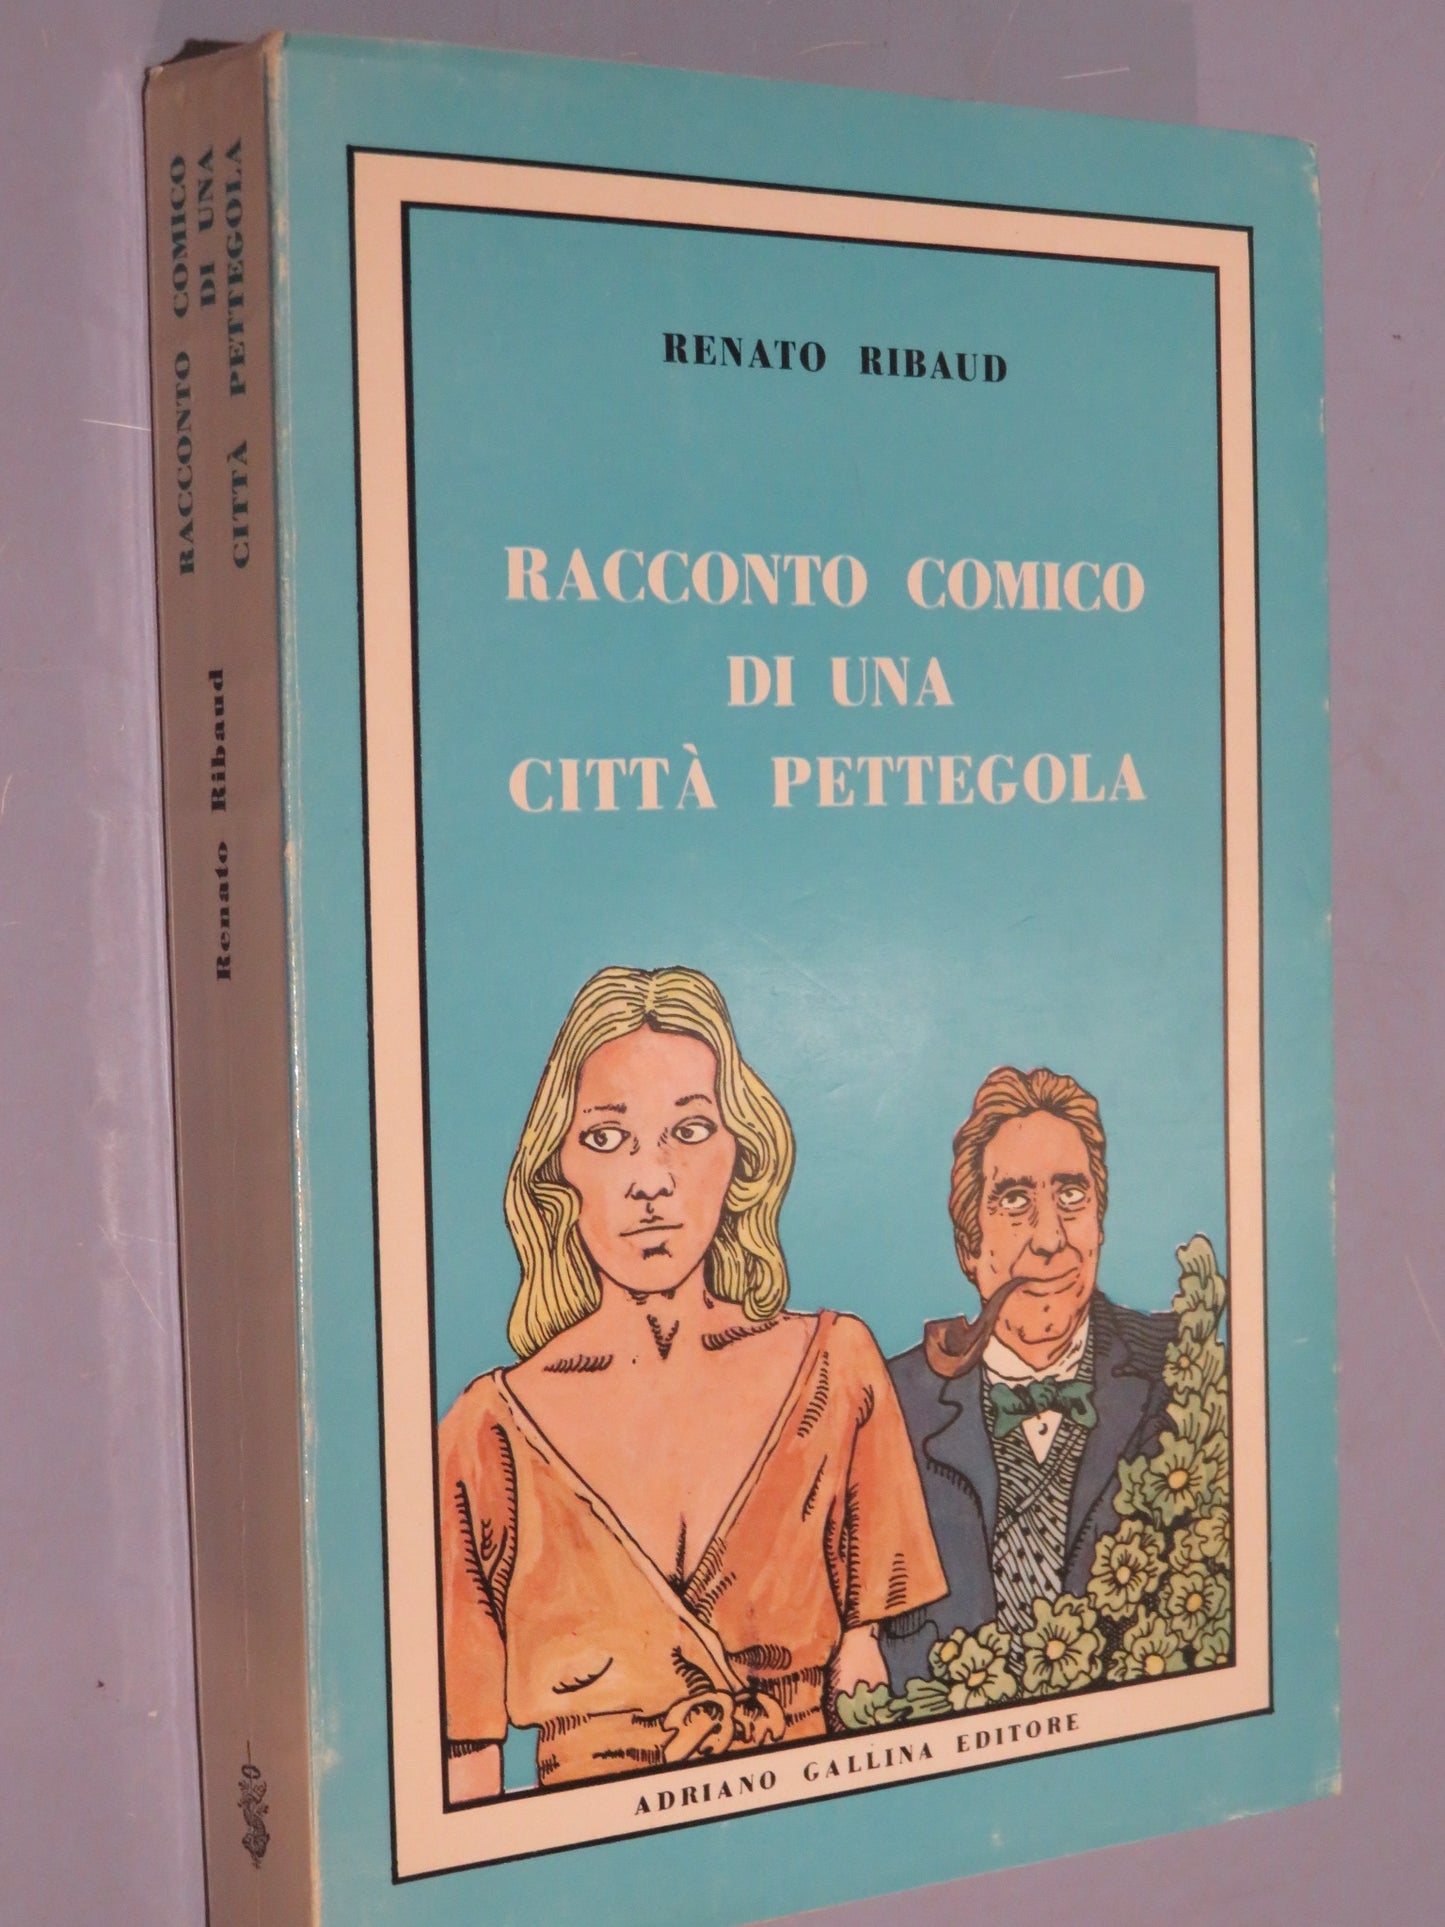 RACCONTO COMICO
DI UNA
CITTÀ PETTEGOLA
Renato Ribaud
RENATO RIBAUD
RACCONTO COMICO
DI UNA
CITTÀ PETTEGOLA
ADRIANO GALLINA EDITORE